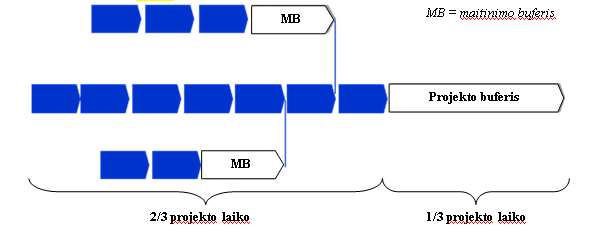 MB
MB = maitinimo buferis
Projekto buferis
MB
2/3 projekto laiko
1/3 projekto laiko